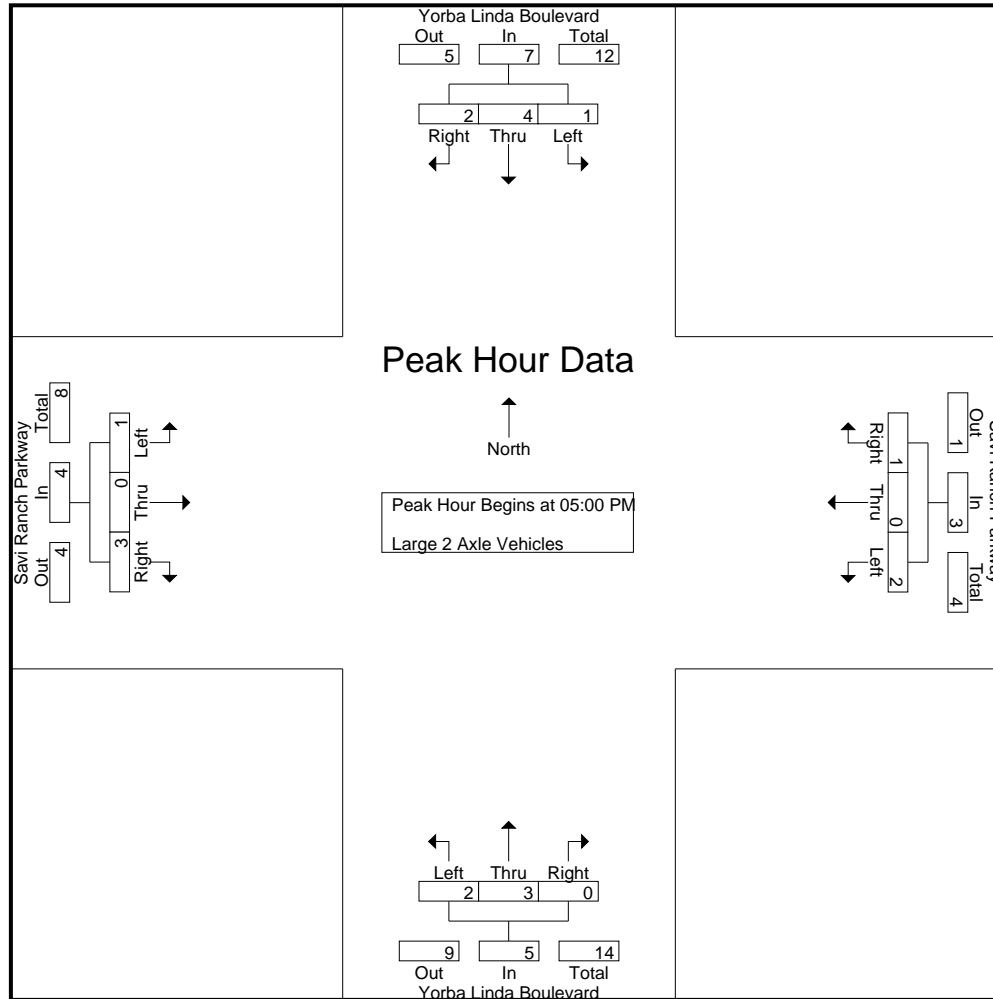 Yorba Linda Boulevard
Out In Total
5 7 12
2 4 1
Right Thru Left
Peak Hour Data
North
Peak Hour Begins at 05:00 PM
Large 2 Axle Vehicles
Savi Ranch Parkway
Total In Out
8 4 4
1 0 3
Left Thru Right
Out In Total
1 3 4
Right Thru Left
1 0 2
Left Thru Right
2 3 0
9 5 14
Out In Total
Yorba Linda Boulevard